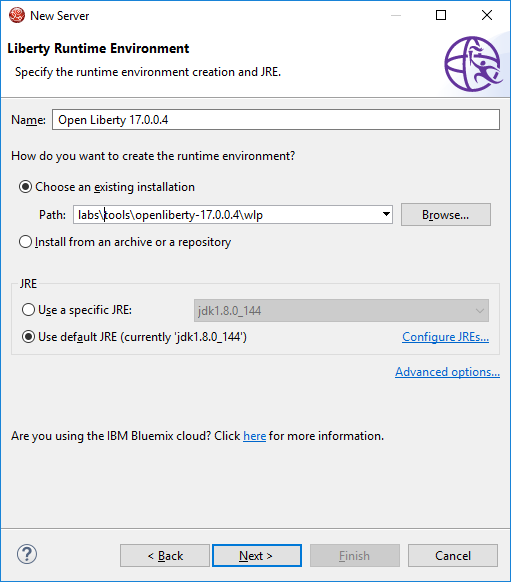 New Server
Liberty Runtime Environment
Specify the runtime environment creation and JRE.
Name: Open Liberty 17.0.0.4
How do you want to create the runtime environment?
Choose an existing installation
Path: labs\tools\openliberty-17.0.0.4\wlp Browse...
Install from an archive or a repository
JRE
Use a specific JRE: jdk1.8.0_144
Use default JRE (currently 'jdk1.8.0_144') Configure JREs...
Advanced options...
Are you using the IBM Bluemix cloud? Click here for more information.
? < Back Next > Finish Cancel